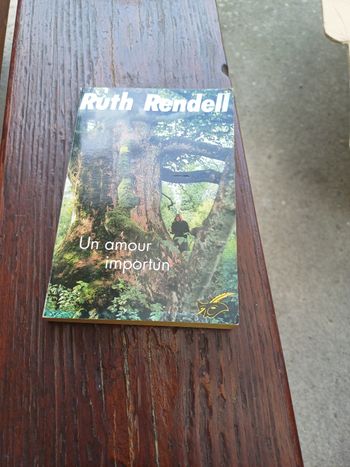 Ruth Rendell
Un amour
importun